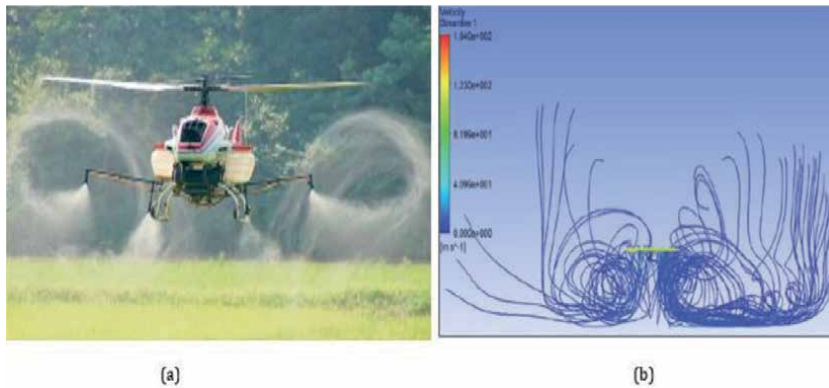 Velocity
Streamline 1
1.640e+002
1.230e+002
8.199e+001
4.099e+001
0.000e+000
[m s^-1]
(a)
(b)